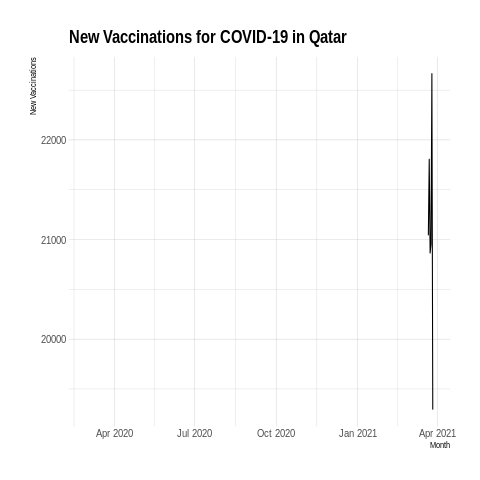 New Vaccinations for COVID-19 in Qatar
New Vaccinations
22000
21000
20000
Apr 2020 Jul 2020 Oct 2020 Jan 2021 Apr 2021
Month